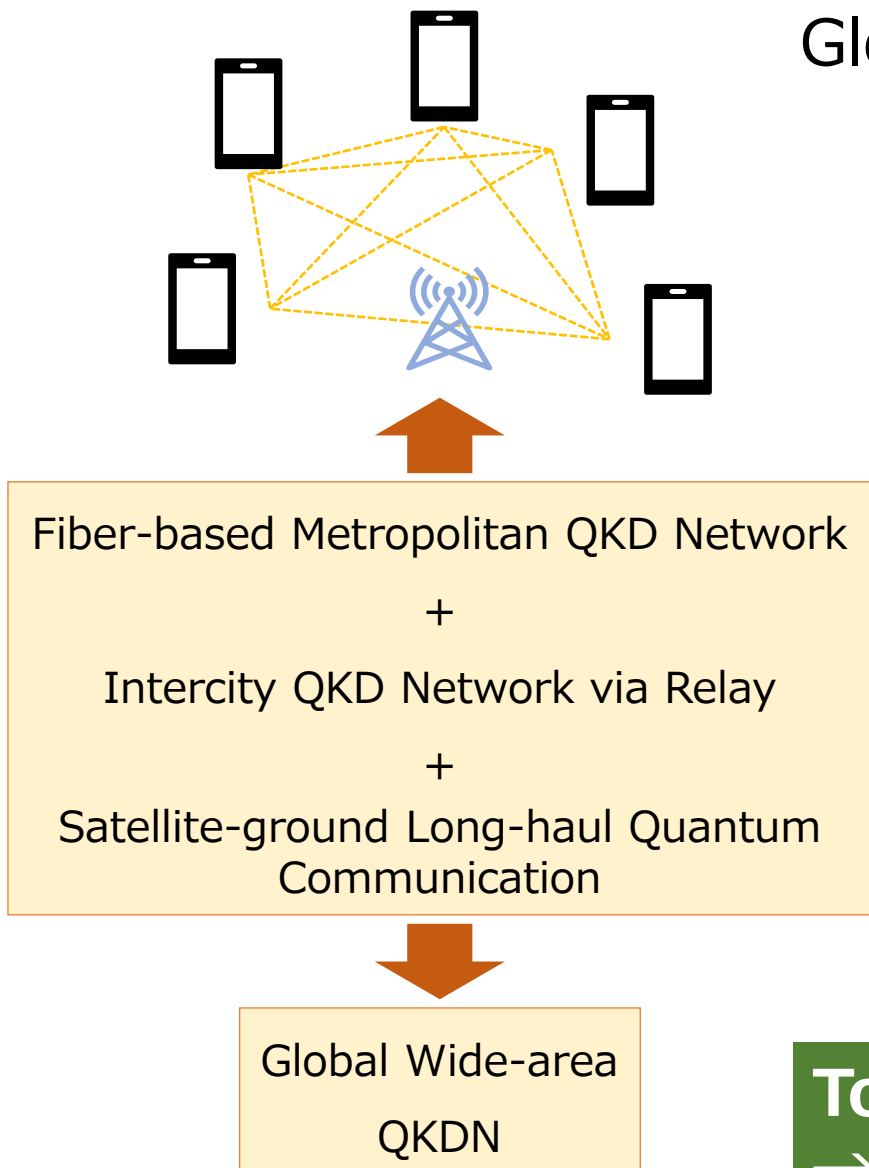 Fiber-based Metropolitan QKD Network
+
Intercity QKD Network via Relay
+
Satellite-ground Long-haul Quantum
Communication
Global Wide-area
QKDN